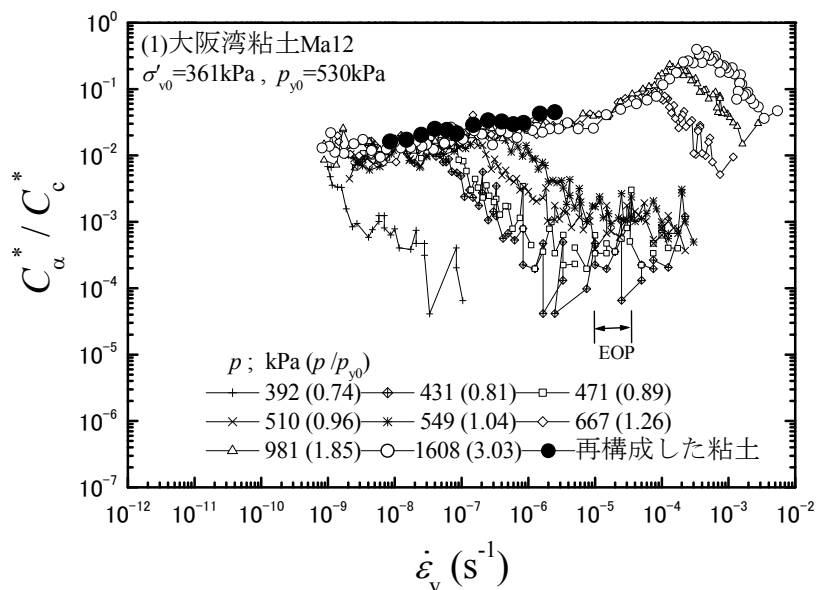 (1)大阪湾粘土Ma12
σ'v0=361kPa , py0=530kPa
10^0
10^-1
10^-2
10^-3
10^-4
10^-5
10^-6
10^-7
Cα* / Cc*
EOP
p ; kPa (p /py0)
392 (0.74) 431 (0.81) 471 (0.89)
510 (0.96) 549 (1.04) 667 (1.26)
981 (1.85) 1608 (3.03) 再構成した粘土
10^-12 10^-11 10^-10 10^-9 10^-8 10^-7 10^-6 10^-5 10^-4 10^-3 10^-2
ε̇v (s^-1)